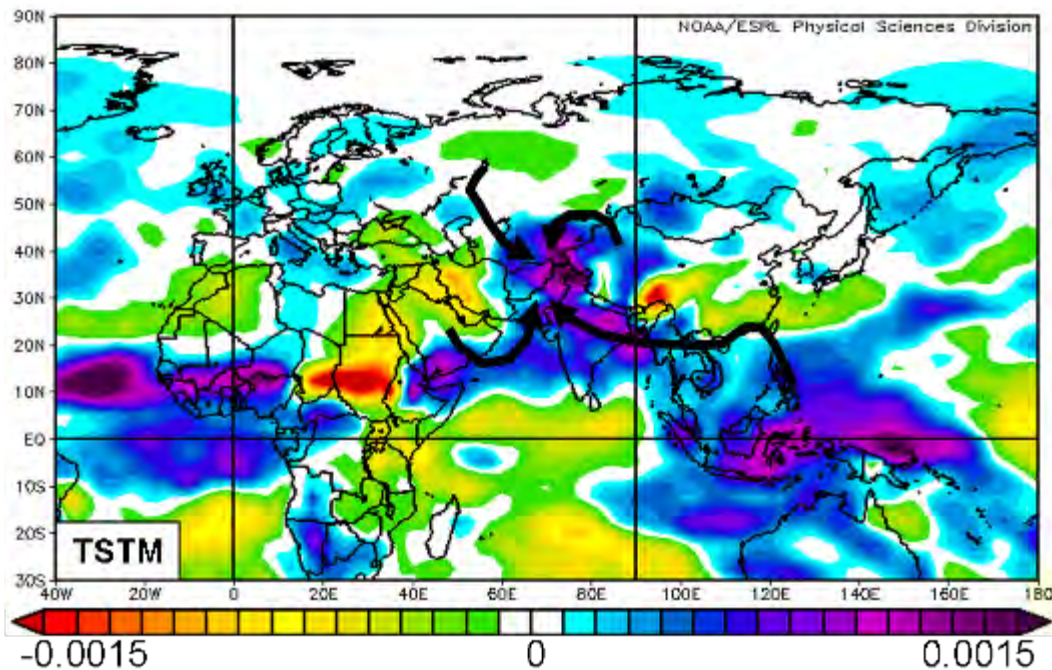 90N
NOAA/ESRL Physical Sciences Division
80N
70N
60N
50N
40N
30N
20N
10N
EQ
10S
20S
TSTM
30S
40W 20W 0 20E 40E 60E 80E 100E 120E 140E 160E 180
-0.0015 0 0.0015